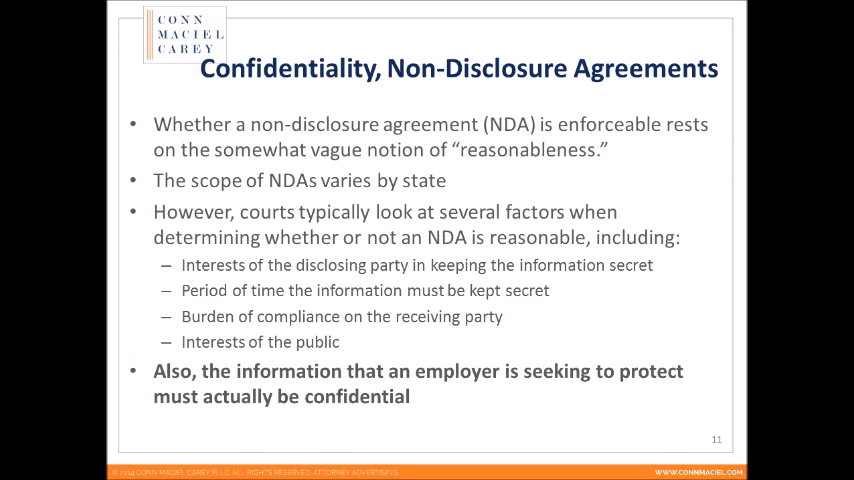 CONN
MACIEL
CAREY
Confidentiality, Non-Disclosure Agreements
• Whether a non-disclosure agreement (NDA) is enforceable rests
on the somewhat vague notion of “reasonableness.”
• The scope of NDAs varies by state
• However, courts typically look at several factors when
determining whether or not an NDA is reasonable, including:
– Interests of the disclosing party in keeping the information secret
– Period of time the information must be kept secret
– Burden of compliance on the receiving party
– Interests of the public
• Also, the information that an employer is seeking to protect
must actually be confidential
11
© 2014 CONN MACIEL CAREY PLLC ALL RIGHTS RESERVED. ATTORNEY ADVERTISING.
WWW.CONNMACIEL.COM